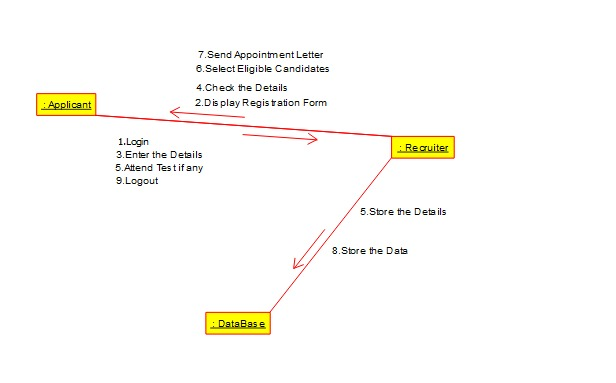 7.Send Appointment Letter
6.Select Eligible Candidates
4.Check the Details
2.Display Registration Form
: Applicant
1.Login
3.Enter the Details
5.Attend Test if any
9.Logout
: Recruiter
5.Store the Details
8.Store the Data
: DataBase